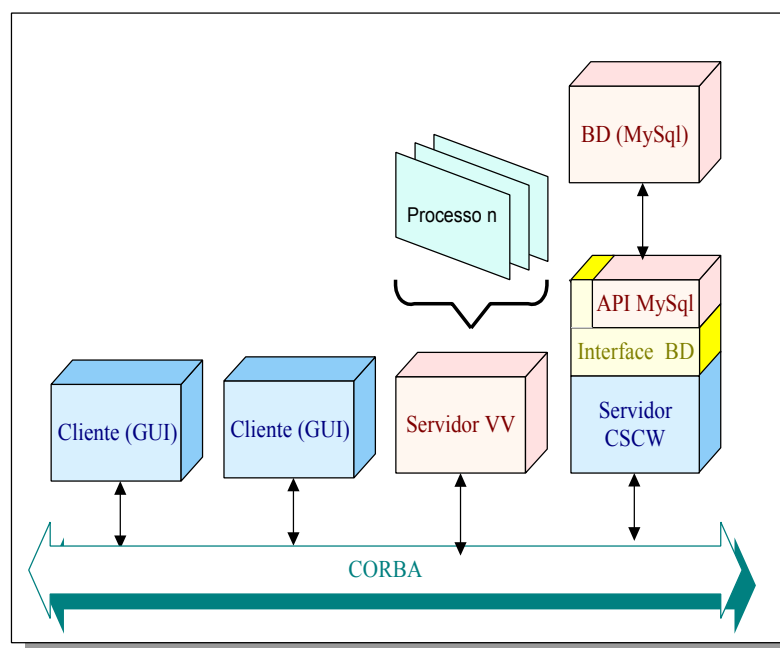 BD (MySql)
Processo n
API MySql
Interface BD
Cliente (GUI)
Cliente (GUI)
Servidor VV
Servidor
CSCW
CORBA